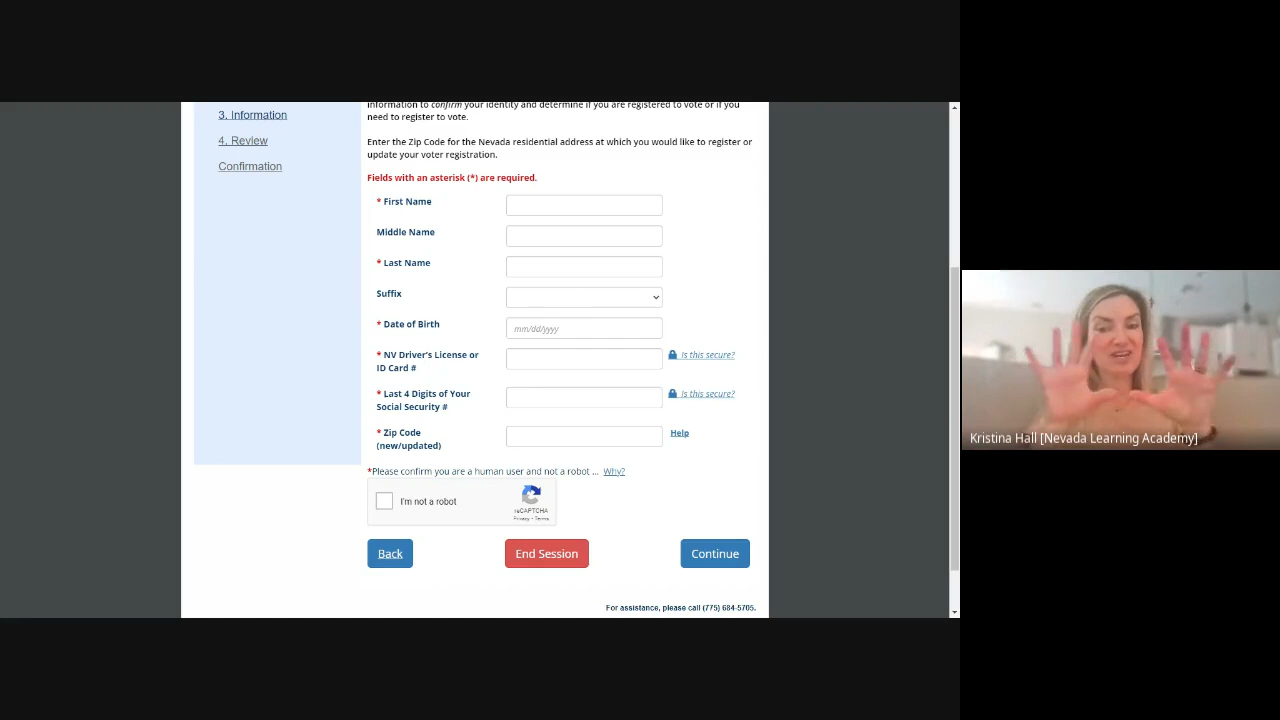 3. Information
4. Review
Confirmation
information to confirm your identity and determine if you are registered to vote or if you
need to register to vote.
Enter the Zip Code for the Nevada residential address at which you would like to register or
update your voter registration.
Fields with an asterisk (*) are required.
* First Name
Middle Name
* Last Name
Suffix
* Date of Birth
mm/dd/yyyy
* NV Driver's License or
ID Card #
Is this secure?
* Last 4 Digits of Your
Social Security #
Is this secure?
* Zip Code
(new/updated)
Help
*Please confirm you are a human user and not a robot ... Why?
I'm not a robot
reCAPTCHA
Privacy - Terms
Back
End Session
Continue
For assistance, please call (775) 684-5705.
Kristina Hall [Nevada Learning Academy]